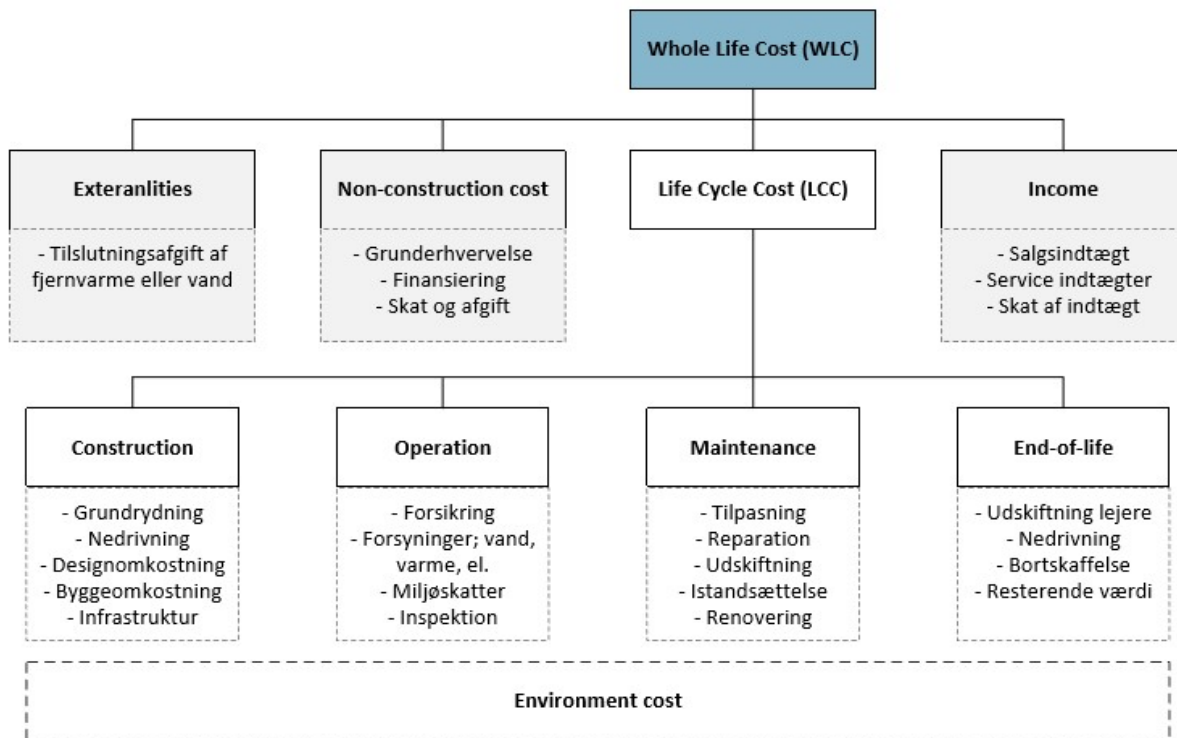 Whole Life Cost (WLC)
Exteranlities
- Tilslutningsafgift af
fjernvarme eller vand
Non-construction cost
- Grunderhvervelse
- Finansiering
- Skat og afgift
Life Cycle Cost (LCC)
Income
- Salgsindtægt
- Service indtægter
- Skat af indtægt
Construction
- Grundrydning
- Nedrivning
- Designomkostning
- Byggeomkostning
- Infrastruktur
Operation
- Forsikring
- Forsyninger; vand,
varme, el.
- Miljøskatter
- Inspektion
Maintenance
- Tilpasning
- Reparation
- Udskiftning
- Istandsættelse
- Renovering
End-of-life
- Udskiftning lejere
- Nedrivning
- Bortskaffelse
- Resterende værdi
Environment cost